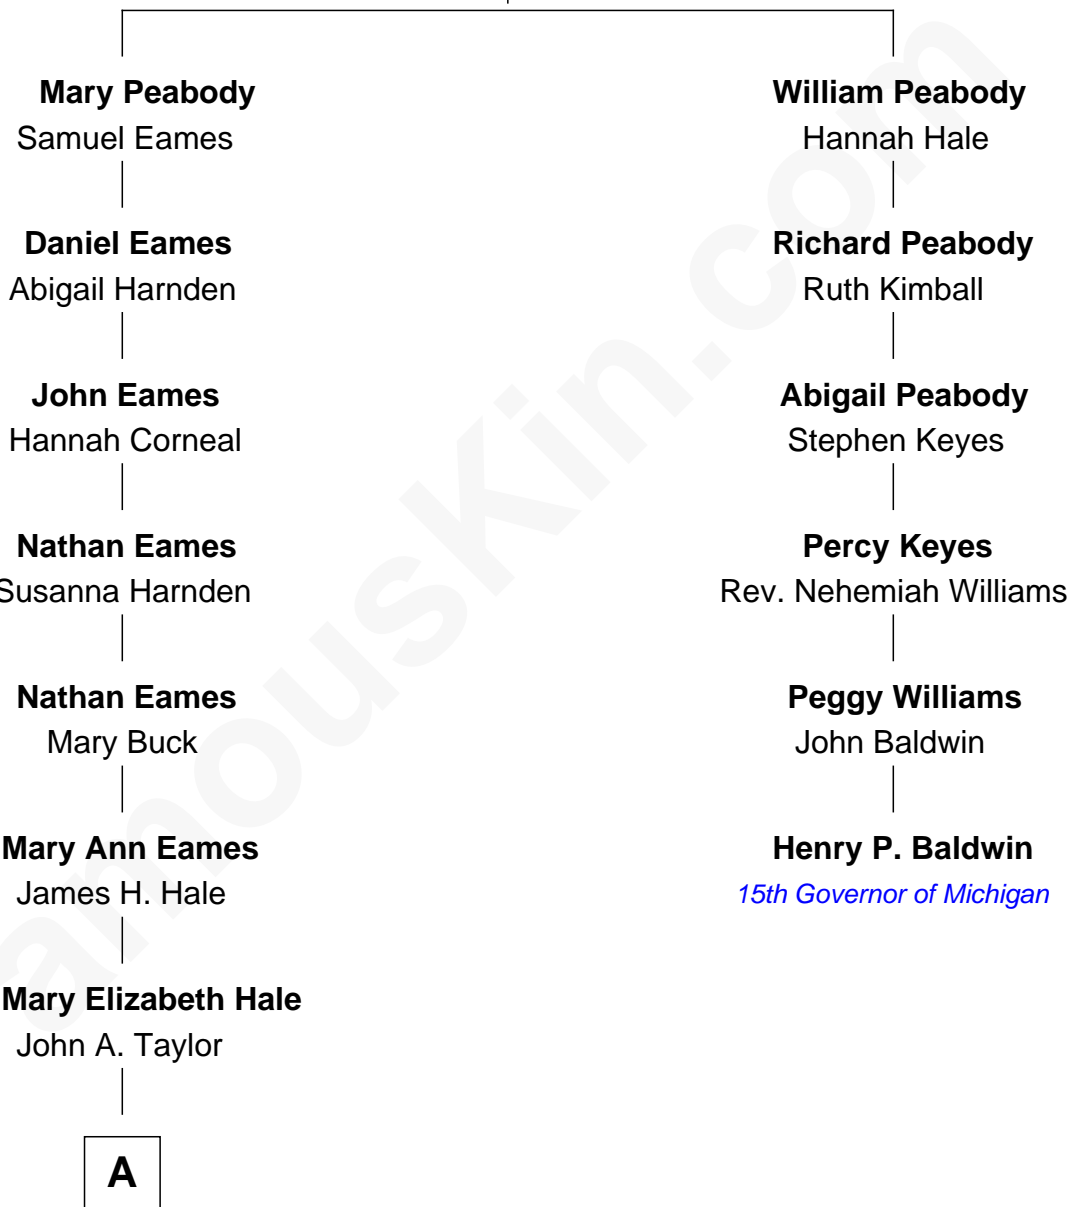 Mary Peabody
Samuel Eames
Daniel Eames
Abigail Harnden
John Eames
Hannah Corneal
Nathan Eames
Susanna Harnden
Nathan Eames
Mary Buck
Mary Ann Eames
James H. Hale
Mary Elizabeth Hale
John A. Taylor
A
William Peabody
Hannah Hale
Richard Peabody
Ruth Kimball
Abigail Peabody
Stephen Keyes
Percy Keyes
Rev. Nehemiah Williams
Peggy Williams
John Baldwin
Henry P. Baldwin
15th Governor of Michigan
amousKin.com